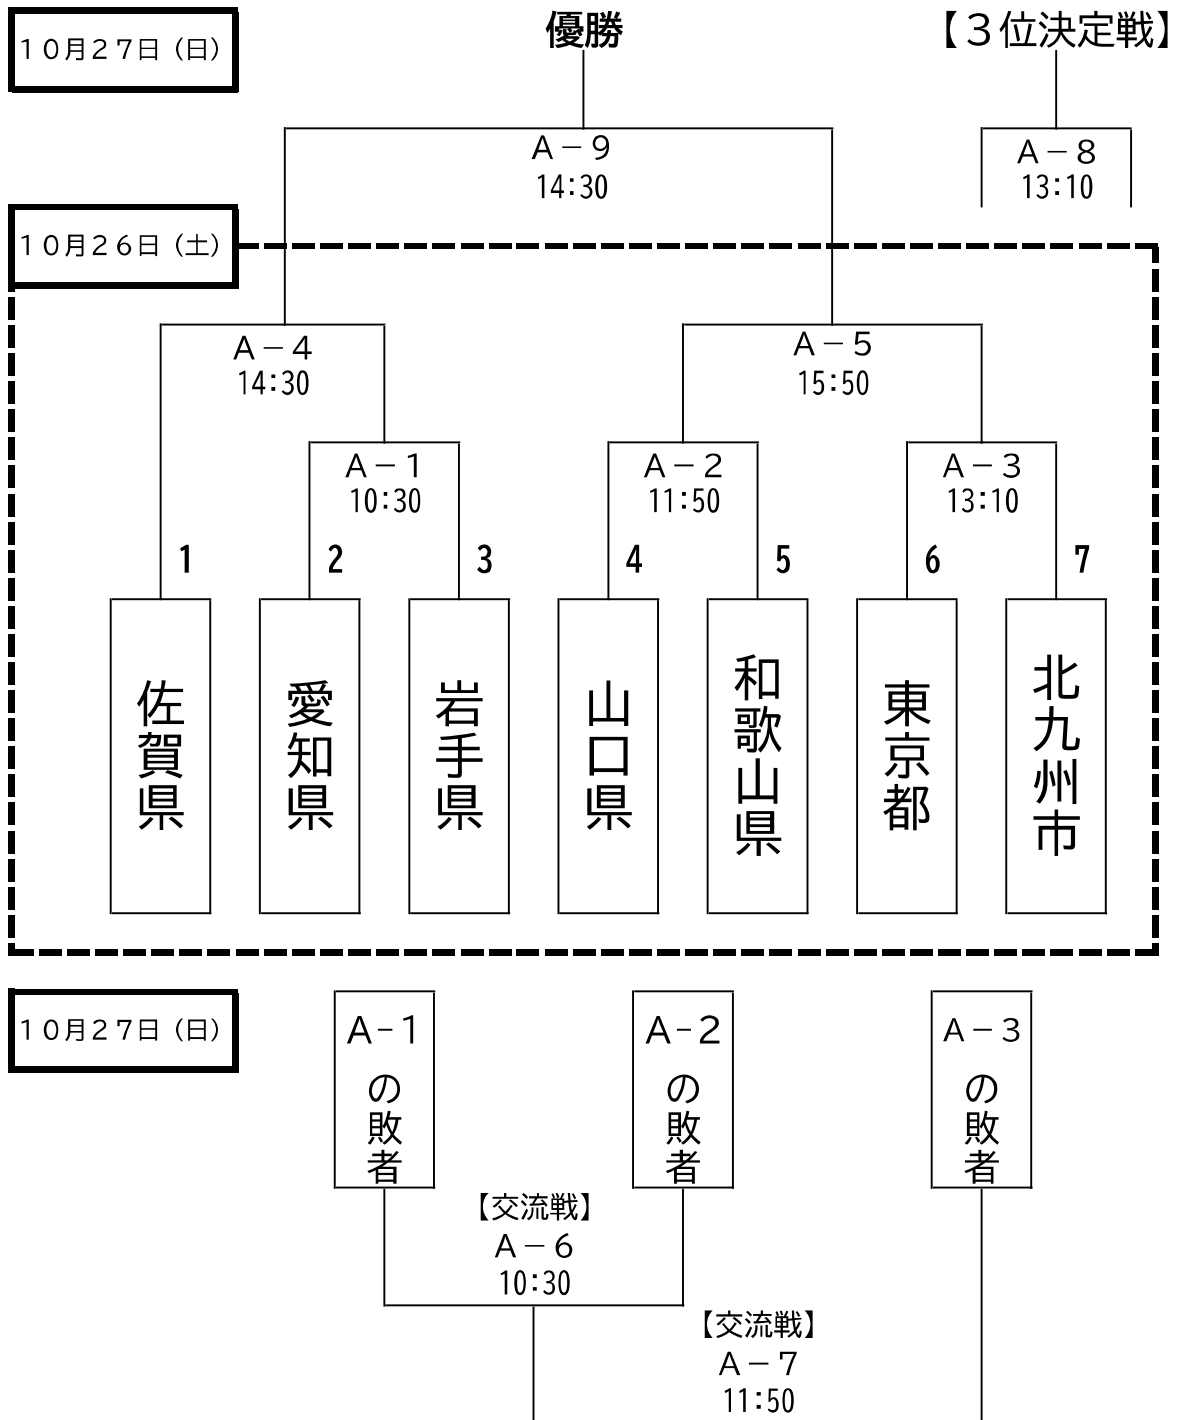 １０月２７日（日）
優勝
【３位決定戦】
Ａ－９
14:30
Ａ－８
13:10
１０月２６日（土）
Ａ－４
14:30
Ａ－５
15:50
Ａ－１
10:30
Ａ－２
11:50
Ａ－３
13:10
1
2
3
4
5
6
7
佐賀県
愛知県
岩手県
山口県
和歌山県
東京都
北九州市
１０月２７日（日）
Ａ-１の敗者
Ａ-２の敗者
Ａ－３の敗者
【交流戦】
Ａ－６
10:30
【交流戦】
Ａ－７
11:50